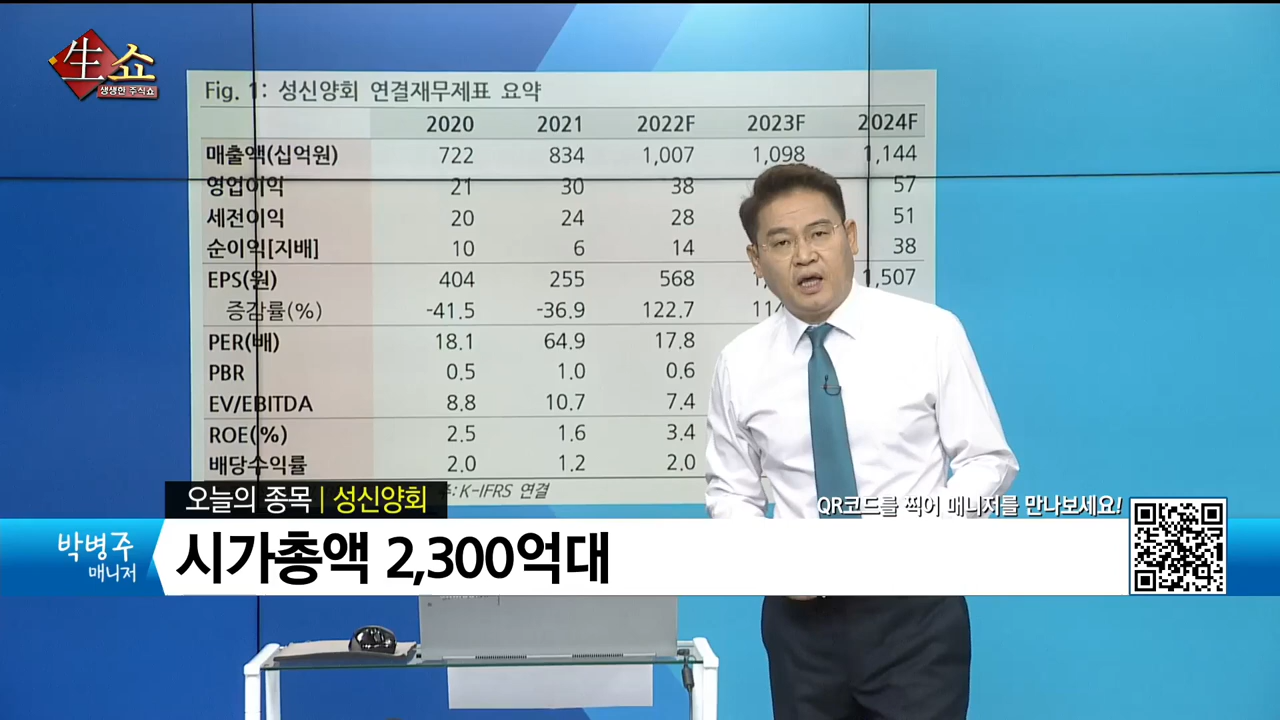 生쇼
생생한 주식쇼
Fig. 1: 성신양회 연결재무제표 요약
2020 2021 2022F 2023F 2024F
매출액(십억원) 722 834 1,007 1,098 1,144
영업이익 21 30 38 57
세전이익 20 24 28 51
순이익[지배] 10 6 14 38
EPS(원) 404 255 568 1,507
증감률(%) -41.5 -36.9 122.7 114
PER(배) 18.1 64.9 17.8
PBR 0.5 1.0 0.6
EV/EBITDA 8.8 10.7 7.4
ROE(%) 2.5 1.6 3.4
배당수익률 2.0 1.2 2.0
주: K-IFRS 연결
오늘의 종목 | 성신양회
QR코드를 찍어 매니저를 만나보세요!
박병주 매니저
시가총액 2,300억대